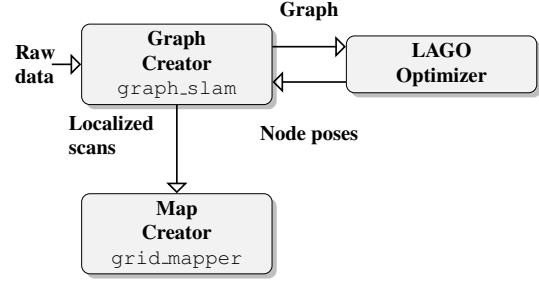 Graph
Raw
data
Graph
Creator
graph_slam
LAGO
Optimizer
Localized
scans
Node poses
Map
Creator
grid_mapper